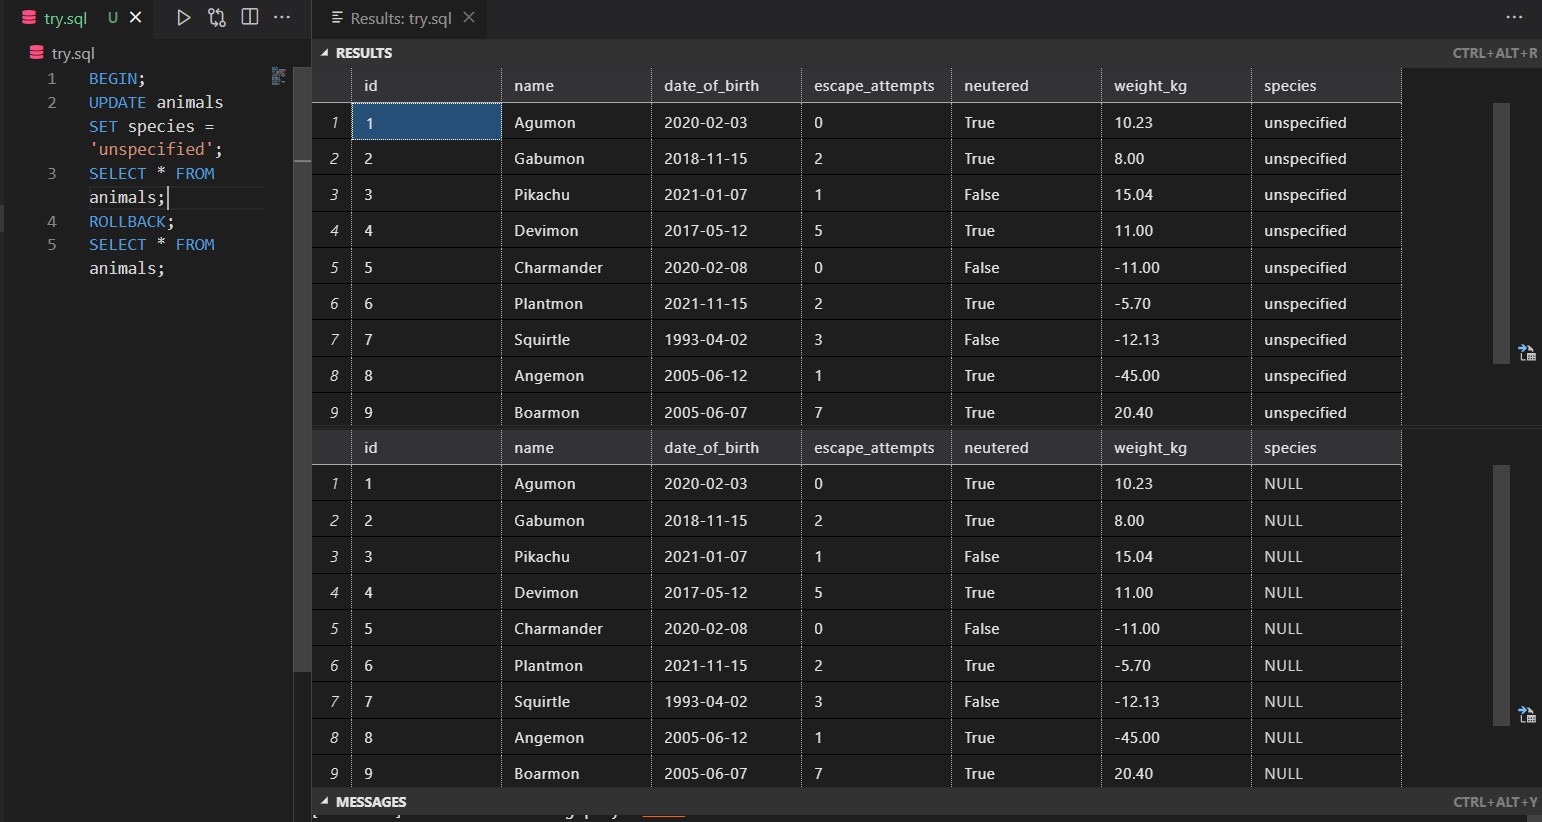 try.sql U
Results: try.sql
try.sql
1 BEGIN;
2 UPDATE animals
SET species =
'unspecified';
3 SELECT * FROM
animals;
4 ROLLBACK;
5 SELECT * FROM
animals;
RESULTS CTRL+ALT+R
id name date_of_birth escape_attempts neutered weight_kg species
1 1 Agumon 2020-02-03 0 True 10.23 unspecified
2 2 Gabumon 2018-11-15 2 True 8.00 unspecified
3 3 Pikachu 2021-01-07 1 False 15.04 unspecified
4 4 Devimon 2017-05-12 5 True 11.00 unspecified
5 5 Charmander 2020-02-08 0 False -11.00 unspecified
6 6 Plantmon 2021-11-15 2 True -5.70 unspecified
7 7 Squirtle 1993-04-02 3 False -12.13 unspecified
8 8 Angemon 2005-06-12 1 True -45.00 unspecified
9 9 Boarmon 2005-06-07 7 True 20.40 unspecified
id name date_of_birth escape_attempts neutered weight_kg species
1 1 Agumon 2020-02-03 0 True 10.23 NULL
2 2 Gabumon 2018-11-15 2 True 8.00 NULL
3 3 Pikachu 2021-01-07 1 False 15.04 NULL
4 4 Devimon 2017-05-12 5 True 11.00 NULL
5 5 Charmander 2020-02-08 0 False -11.00 NULL
6 6 Plantmon 2021-11-15 2 True -5.70 NULL
7 7 Squirtle 1993-04-02 3 False -12.13 NULL
8 8 Angemon 2005-06-12 1 True -45.00 NULL
9 9 Boarmon 2005-06-07 7 True 20.40 NULL
MESSAGES CTRL+ALT+Y